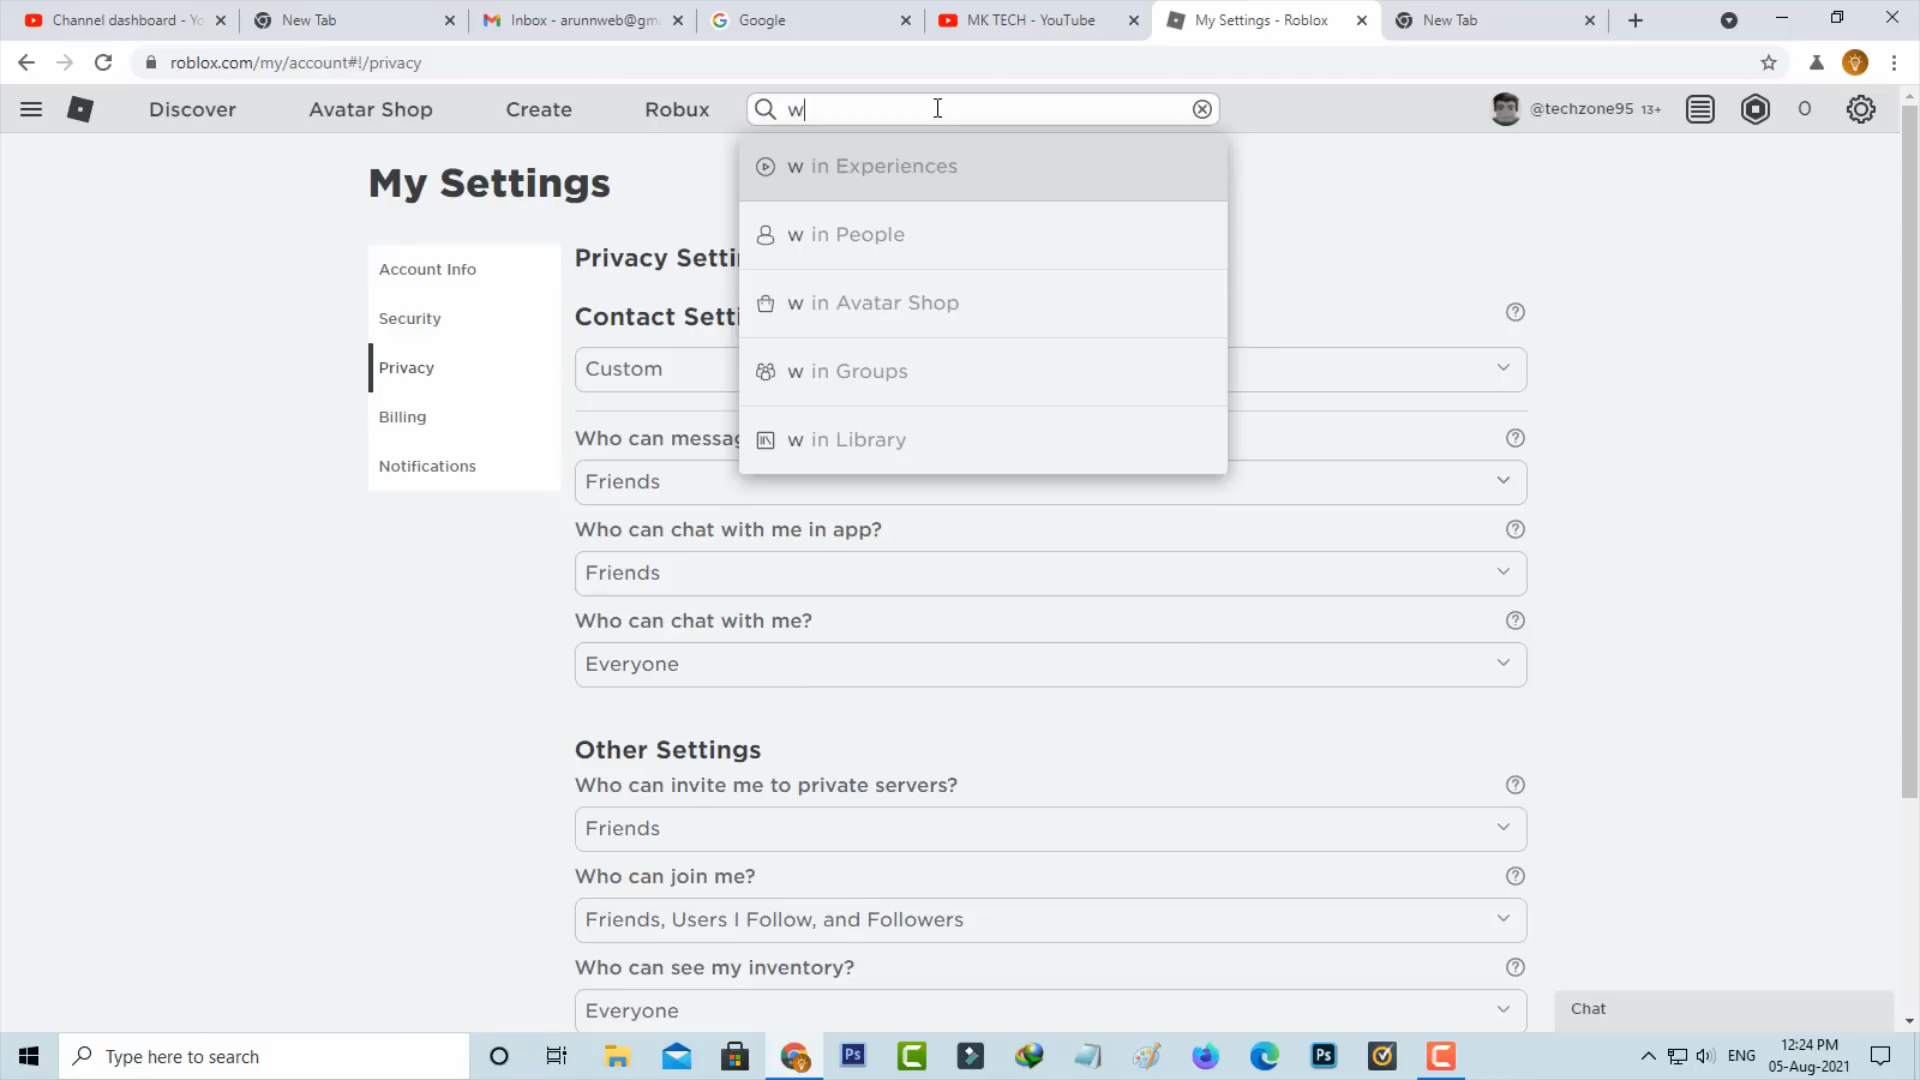 Channel dashboard - Yo
New Tab
Inbox - arunnweb@gma
Google
MK TECH - YouTube
My Settings - Roblox
New Tab
roblox.com/my/account#!/privacy
Discover
Avatar Shop
Create
Robux
w
@techzone95 13+
0
My Settings
w in Experiences
w in People
w in Avatar Shop
w in Groups
w in Library
Account Info
Security
Privacy
Billing
Notifications
Privacy Setti
Contact Setti
Custom
Who can messag
Friends
Who can chat with me in app?
Friends
Who can chat with me?
Everyone
Other Settings
Who can invite me to private servers?
Friends
Who can join me?
Friends, Users I Follow, and Followers
Who can see my inventory?
Everyone
Chat
Type here to search
Ps
Ps
ENG
12:24 PM
05-Aug-2021